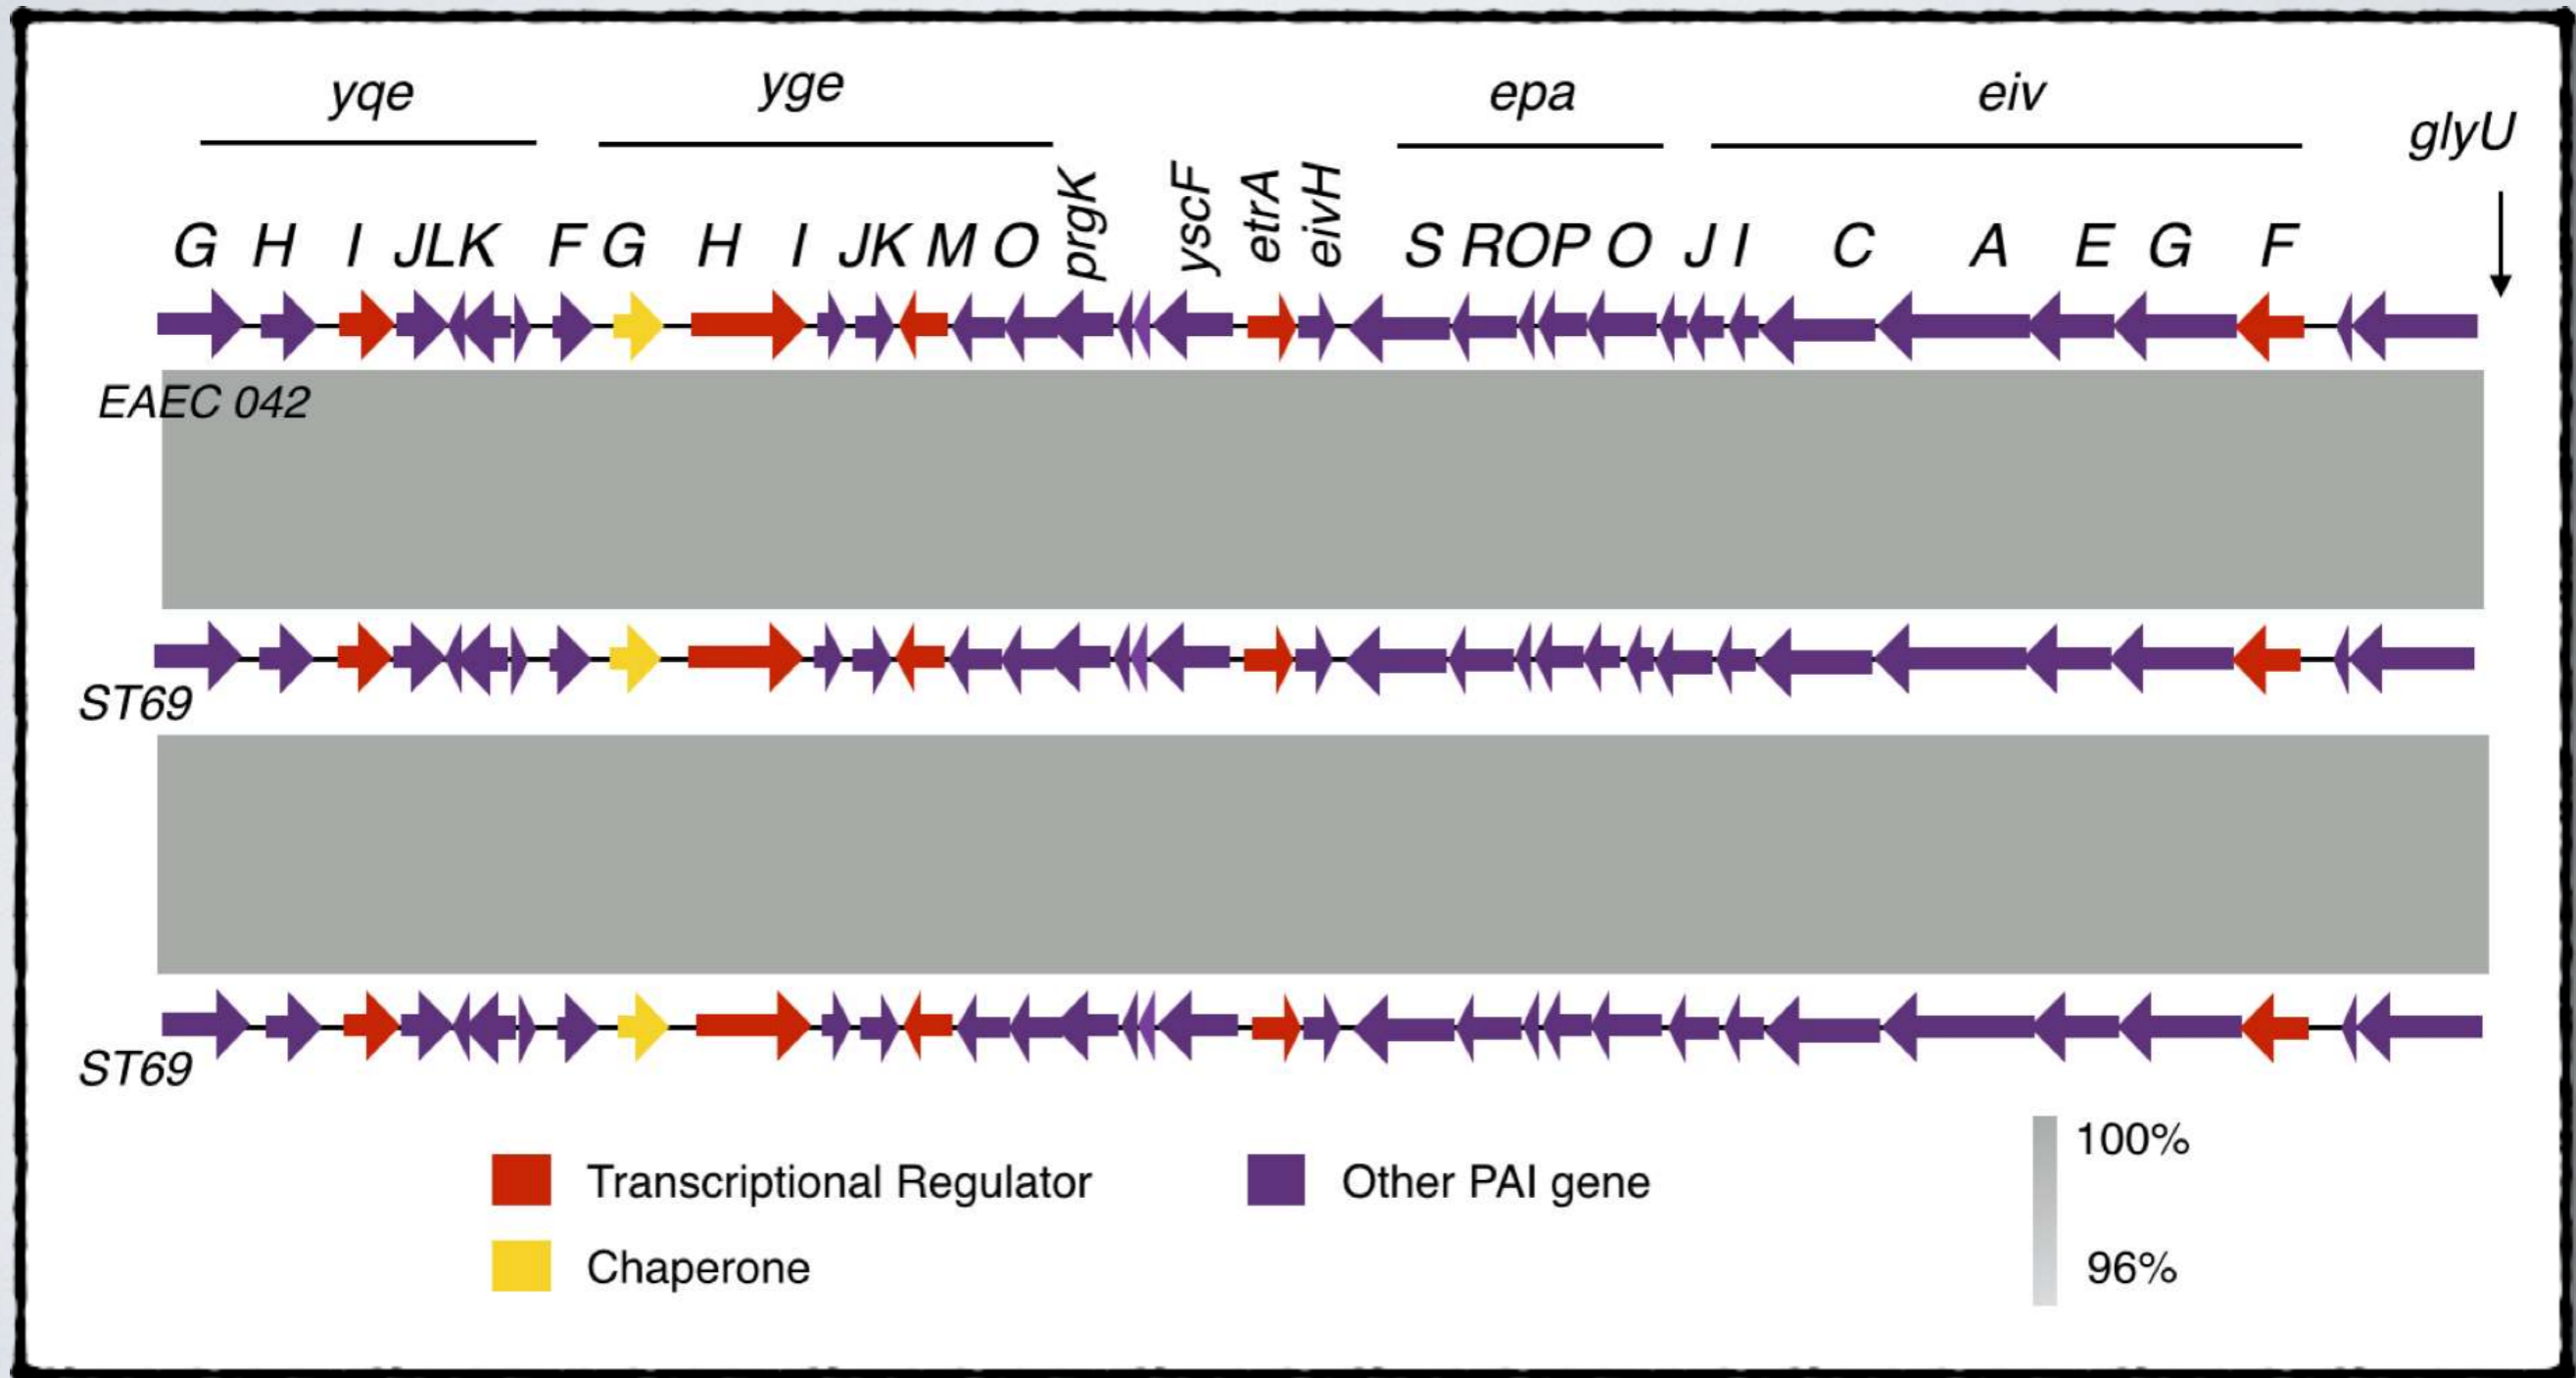 yqe yge epa eiv glyU
G H I JLK F G H I JK M O prgK yscF etrA eivH S ROP O J I C A E G F
EAEC 042
ST69
ST69
Transcriptional Regulator
Other PAI gene
Chaperone
100%
96%